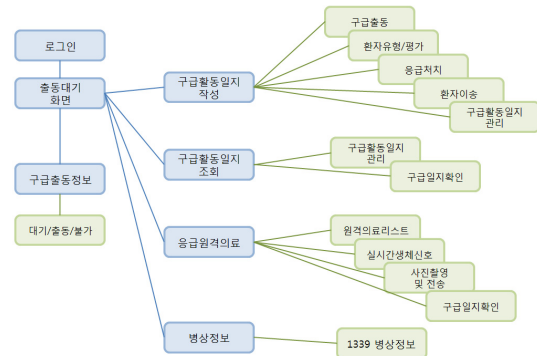 로그인
출동대기
화면
구급출동정보
대기/출동/불가
구급활동일지
작성
구급출동
환자유형/평가
응급처치
환자이송
구급활동일지
관리
구급활동일지
조회
구급활동일지
관리
구급일지확인
응급원격의료
원격의료리스트
실시간생체신호
사진촬영
및 전송
구급일지확인
병상정보
1339 병상정보